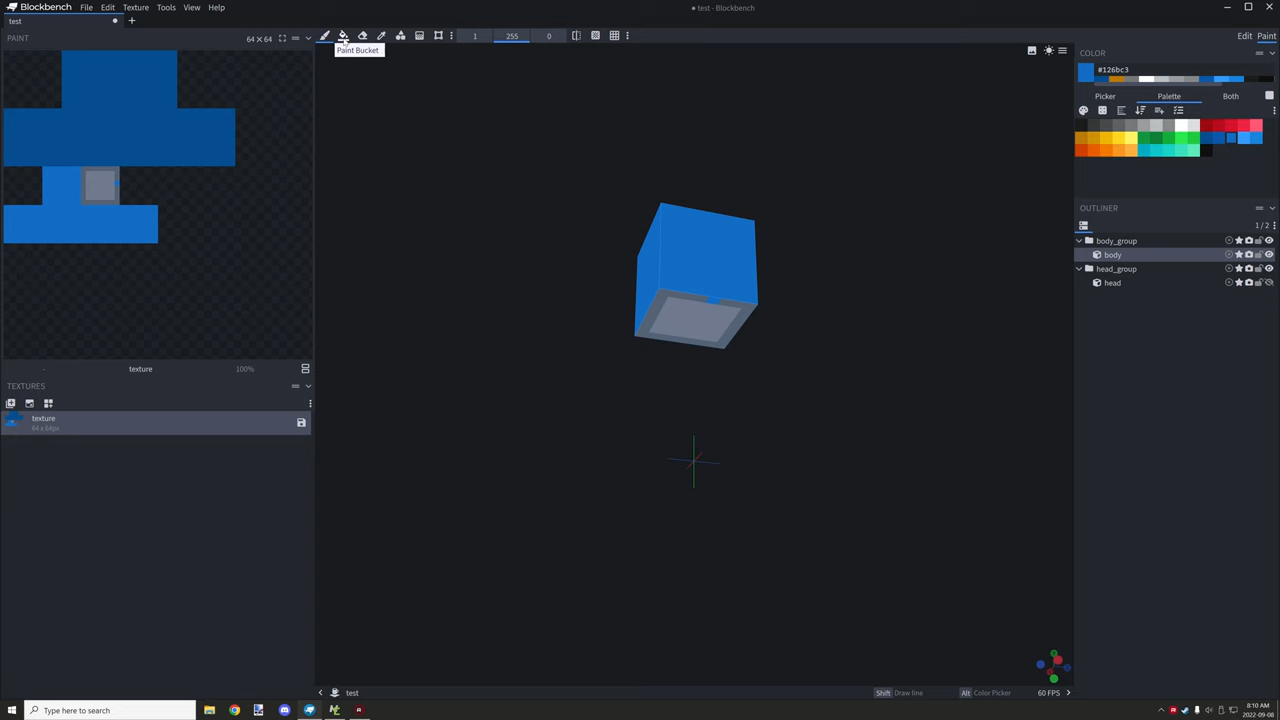 Blockbench File Edit Texture Tools View Help
● test - Blockbench
test
PAINT 64 × 64
1 255 0
Edit Paint
Paint Bucket
COLOR
#126bc3
Picker Palette Both
OUTLINER
1 / 2
body_group
body
head_group
head
- texture 100%
TEXTURES
texture
64 x 64px
test
Shift Draw line Alt Color Picker 60 FPS
Type here to search
8:10 AM
2022-09-08